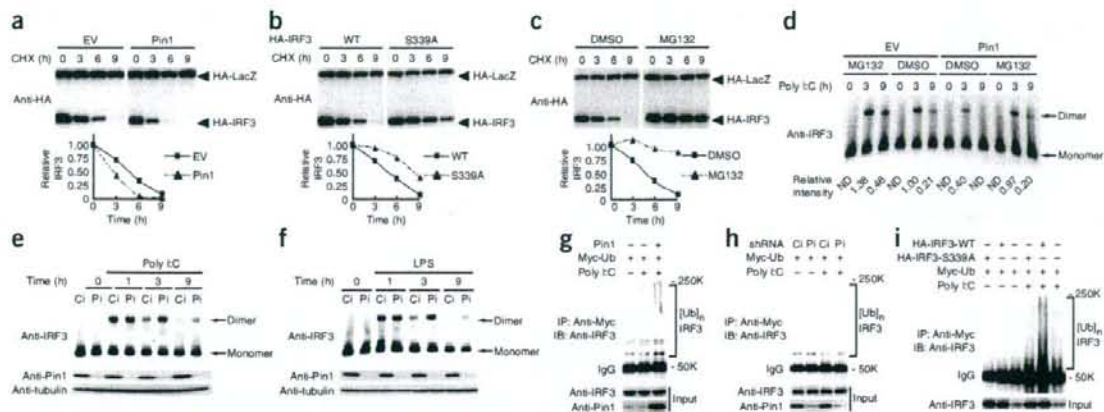 a
EV Pin1
CHX (h) 0 3 6 9 0 3 6 9
HA-LacZ
Anti-HA
HA-IRF3
Relative IRF3
1.00
0.75
0.50
0.25
0
EV
Pin1
0 3 6 9
Time (h)
b
HA-IRF3 WT S339A
CHX (h) 0 3 6 9 0 3 6 9
HA-LacZ
Anti-HA
HA-IRF3
Relative IRF3
1.00
0.75
0.50
0.25
0
WT
S339A
0 3 6 9
Time (h)
c
DMSO MG132
CHX (h) 0 3 6 9 0 3 6 9
HA-LacZ
Anti-HA
HA-IRF3
Relative IRF3
1.00
0.75
0.50
0.25
0
DMSO
MG132
0 3 6 9
Time (h)
d
EV Pin1
MG132 DMSO DMSO MG132
Poly I:C (h) 0 3 9 0 3 9 0 3 9 0 3 9
Dimer
Anti-IRF3
Monomer
Relative intensity
ND 1.38 0.46 ND 1.00 0.21 ND 0.40 ND ND 0.97 0.20
e
Poly I:C
Time (h) 0 1 3 9
Ci Pi Ci Pi Ci Pi Ci Pi
Dimer
Anti-IRF3
Monomer
Anti-Pin1
Anti-tubulin
f
LPS
Time (h) 0 1 3 9
Ci Pi Ci Pi Ci Pi Ci Pi
Dimer
Anti-IRF3
Monomer
Anti-Pin1
Anti-tubulin
g
Pin1 – – +
Myc-Ub + + +
Poly I:C – + +
- 250K
[Ub]n IRF3
IP: Anti-Myc
IB: Anti-IRF3
IgG - 50K
Anti-IRF3
Anti-Pin1
Input
h
shRNA Ci Pi Ci Pi
Myc-Ub + + + +
Poly I:C – – + +
- 250K
[Ub]n IRF3
IP: Anti-Myc
IB: Anti-IRF3
IgG - 50K
Anti-IRF3
Anti-Pin1
Input
i
HA-IRF3-WT
HA-IRF3-S339A
Myc-Ub
Poly I:C
- 250K
[Ub]n IRF3
IP: Anti-Myc
IB: Anti-IRF3
IgG - 50K
Anti-IRF3 Input